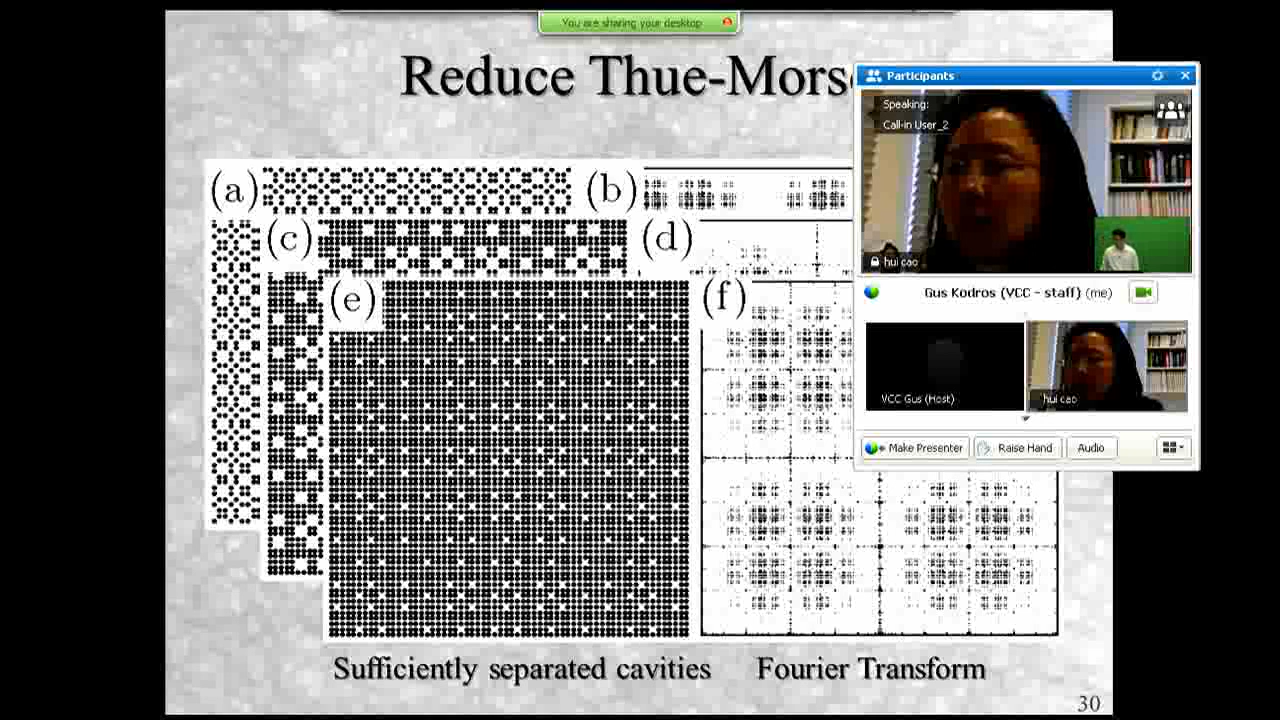 You are sharing your desktop
Reduce Thue-Mors
Participants
Speaking:
Call-in User_2
hui cao
Gus Kodros (VCC - staff) (me)
VCC Gus (Host)
hui cao
Make Presenter
Raise Hand
Audio
(a)
(b)
(c)
(d)
(e)
(f)
Sufficiently separated cavities
Fourier Transform
30